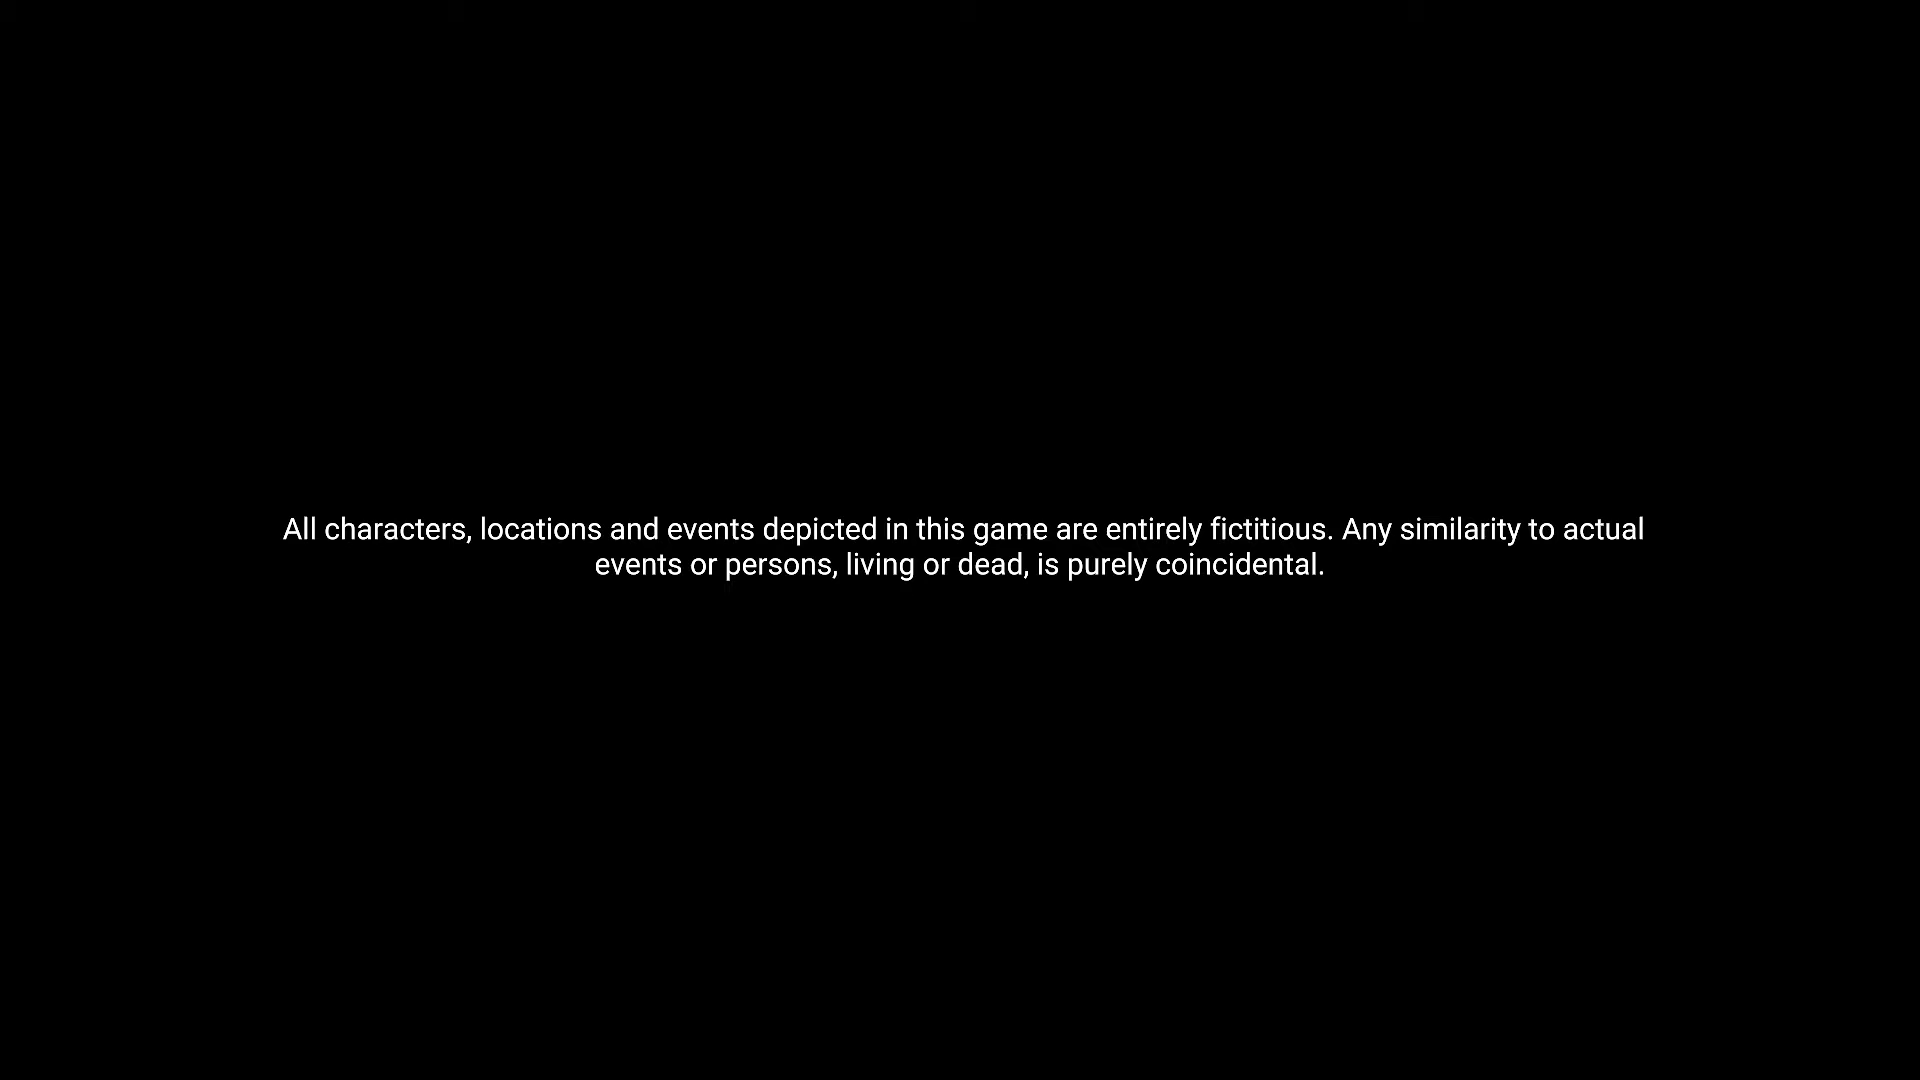 All characters, locations and events depicted in this game are entirely fictitious. Any similarity to actual
events or persons, living or dead, is purely coincidental.